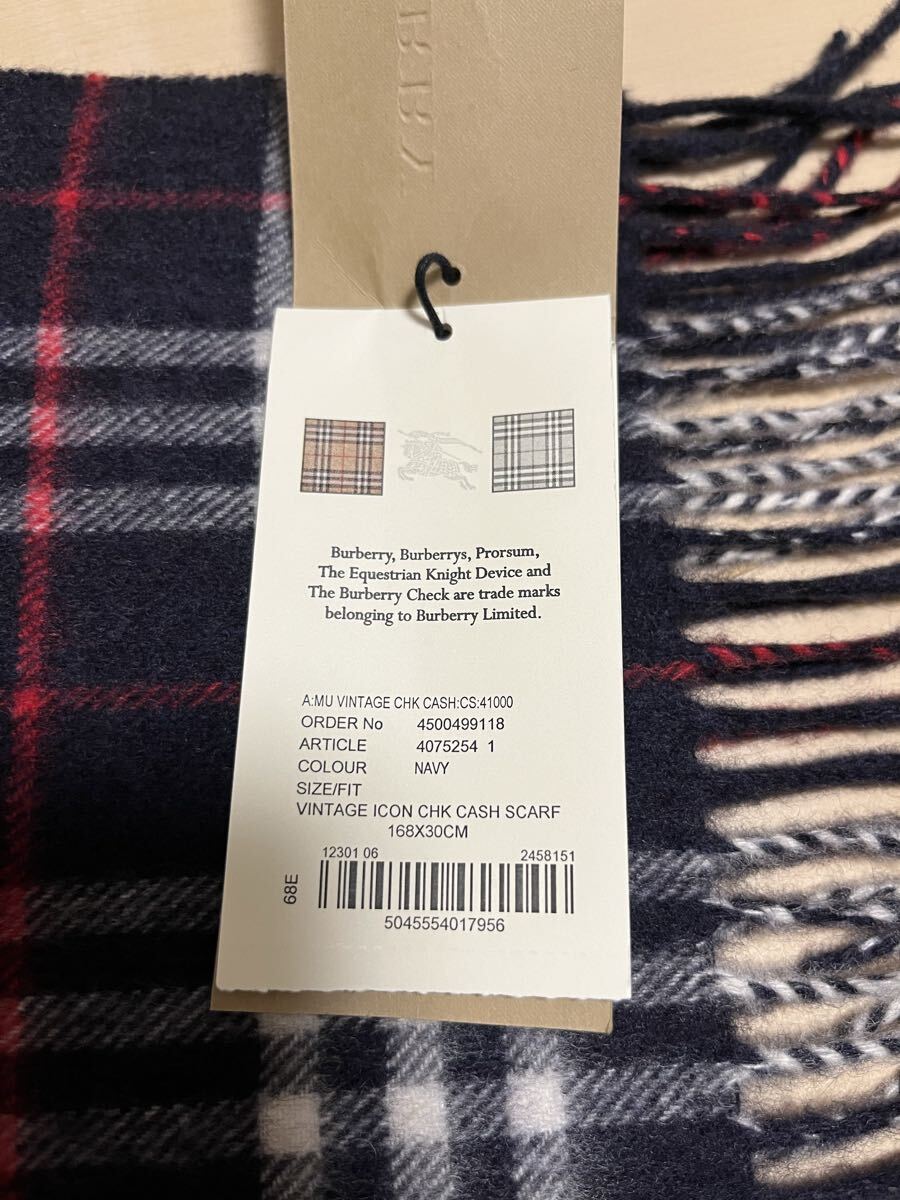 Burberry, Burberrys, Prorsum,
The Equestrian Knight Device and
The Burberry Check are trade marks
belonging to Burberry Limited.
A:MU VINTAGE CHK CASH:CS:41000
ORDER No 4500499118
ARTICLE 4075254 1
COLOUR NAVY
SIZE/FIT
VINTAGE ICON CHK CASH SCARF
168X30CM
12301 06 2458151
68E
5045554017956